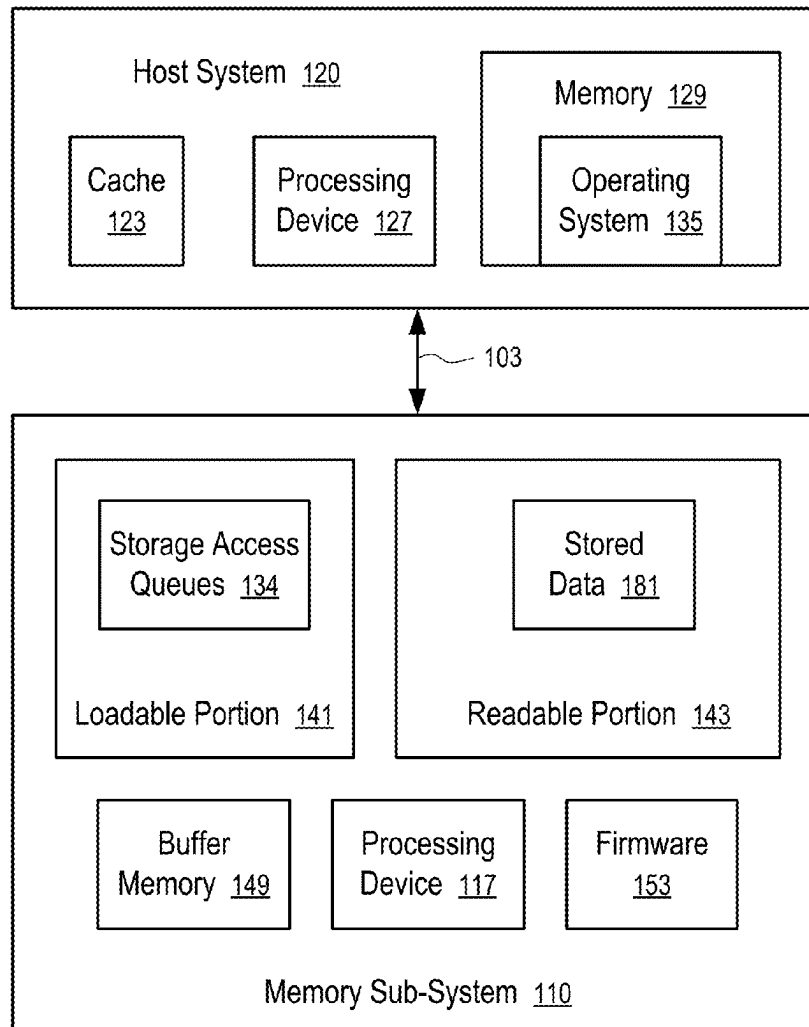 Host System 120
Memory 129
Cache
123
Processing
Device 127
Operating
System 135
103
Storage Access
Queues 134
Stored
Data 181
Loadable Portion 141
Readable Portion 143
Buffer
Memory 149
Processing
Device 117
Firmware
153
Memory Sub-System 110